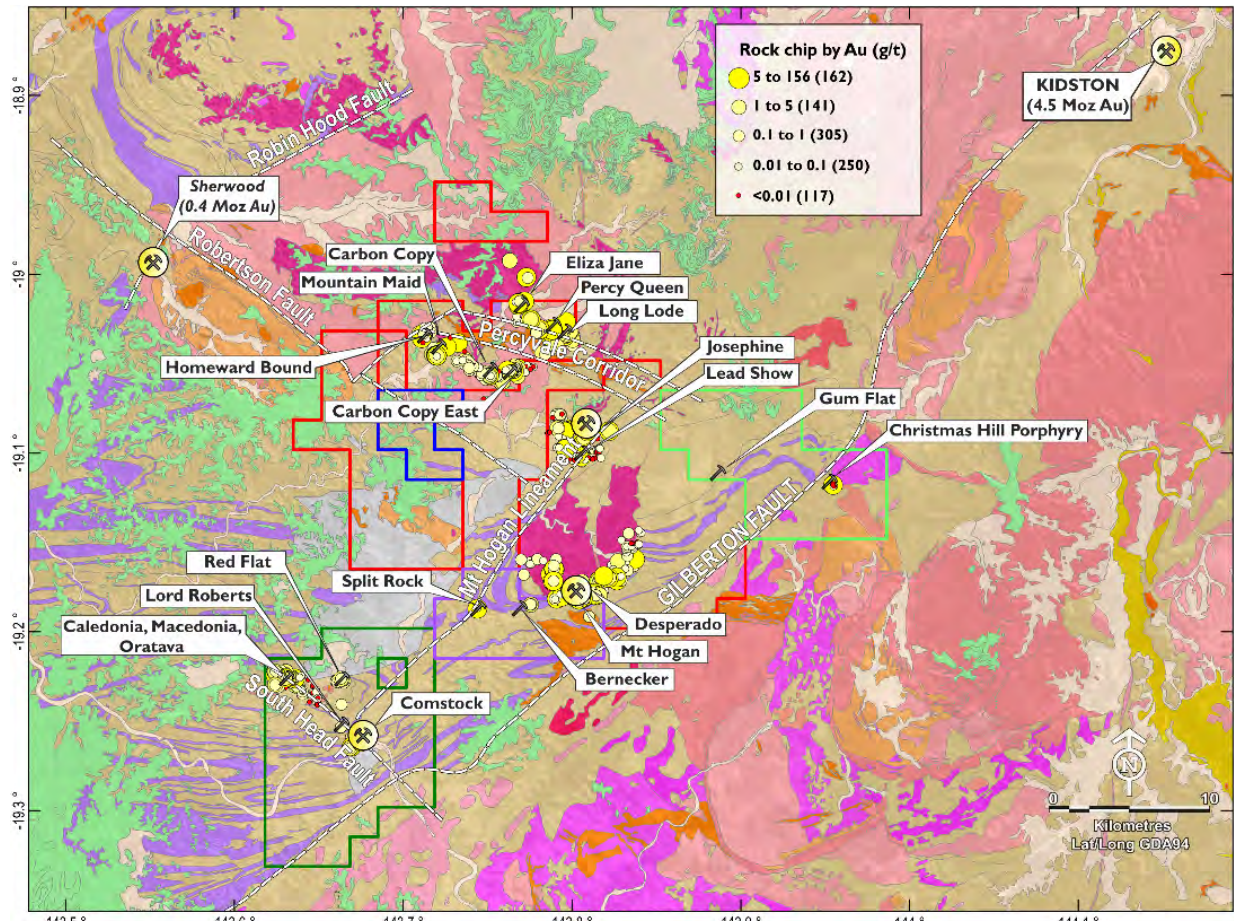 Rock chip by Au (g/t)
5 to 156 (162)
1 to 5 (141)
0.1 to 1 (305)
0.01 to 0.1 (250)
<0.01 (117)
KIDSTON
(4.5 Moz Au)
-18.9
Robin Hood Fault
Sherwood
(0.4 Moz Au)
Robertson Fault
Carbon Copy
Mountain Maid
Eliza Jane
-19 °
Percy Queen
Long Lode
Percyvale Corridor
Homeward Bound
Josephine
Lead Show
Carbon Copy East
Gum Flat
Christmas Hill Porphyry
-19.1 °
Mt Hogan Lineament
GILBERTON FAULT
Red Flat
Split Rock
Lord Roberts
Caledonia, Macedonia,
Oratava
Desperado
-19.2 °
Mt Hogan
Bernecker
South Head Fault
Comstock
-19.3 °
N
0 10
Kilometres
Lat/Long GDA94